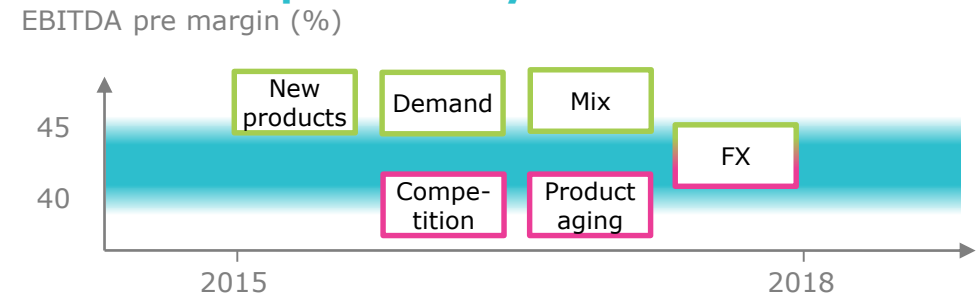 EBITDA pre margin (%)
New
products
Demand
Mix
45
FX
40
Compe-
tition
Product
aging
2015
2018